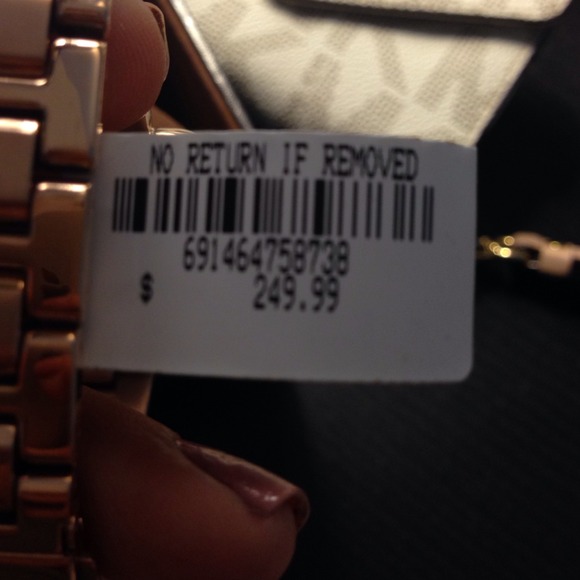 NO RETURN IF REMOVED
691464758738
$ 249.99